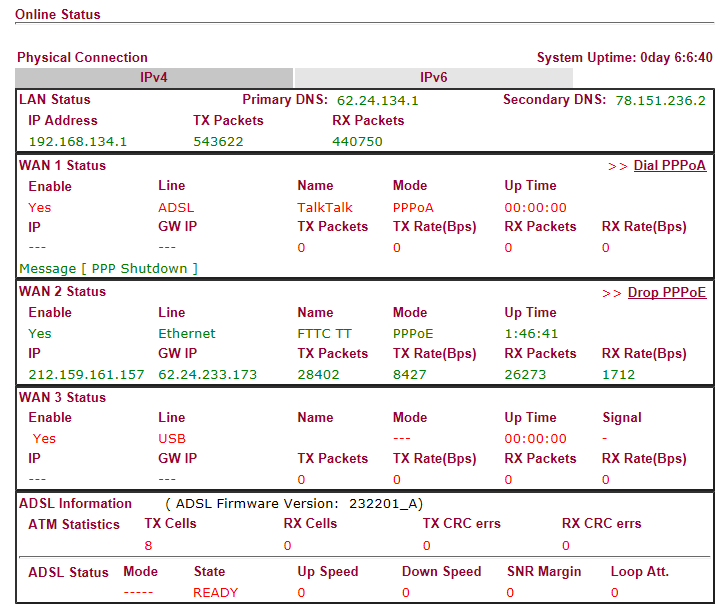 Online Status
Physical Connection System Uptime: 0day 6:6:40
IPv4 IPv6
LAN Status Primary DNS: 62.24.134.1 Secondary DNS: 78.151.236.2
IP Address TX Packets RX Packets
192.168.134.1 543622 440750
WAN 1 Status >> Dial PPPoA
Enable Line Name Mode Up Time
Yes ADSL TalkTalk PPPoA 00:00:00
IP GW IP TX Packets TX Rate(Bps) RX Packets RX Rate(Bps)
--- --- 0 0 0 0
Message [ PPP Shutdown ]
WAN 2 Status >> Drop PPPoE
Enable Line Name Mode Up Time
Yes Ethernet FTTC TT PPPoE 1:46:41
IP GW IP TX Packets TX Rate(Bps) RX Packets RX Rate(Bps)
212.159.161.157 62.24.233.173 28402 8427 26273 1712
WAN 3 Status
Enable Line Name Mode Up Time Signal
Yes USB --- 00:00:00 -
IP GW IP TX Packets TX Rate(Bps) RX Packets RX Rate(Bps)
--- --- 0 0 0 0
ADSL Information ( ADSL Firmware Version: 232201_A)
ATM Statistics TX Cells RX Cells TX CRC errs RX CRC errs
8 0 0 0
ADSL Status Mode State Up Speed Down Speed SNR Margin Loop Att.
----- READY 0 0 0 0